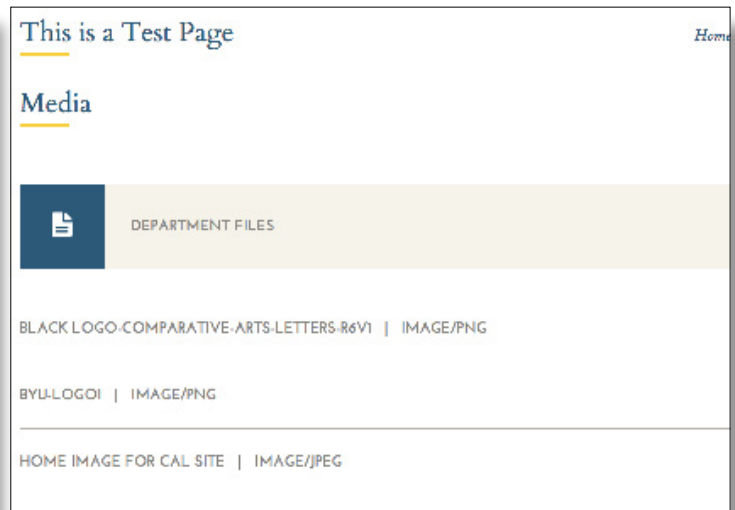 This is a Test Page
Home
Media
DEPARTMENT FILES
BLACK LOGO-COMPARATIVE-ARTS-LETTERS-R6V1 | IMAGE/PNG
BYU-LOGO1 | IMAGE/PNG
HOME IMAGE FOR CAL SITE | IMAGE/JPEG